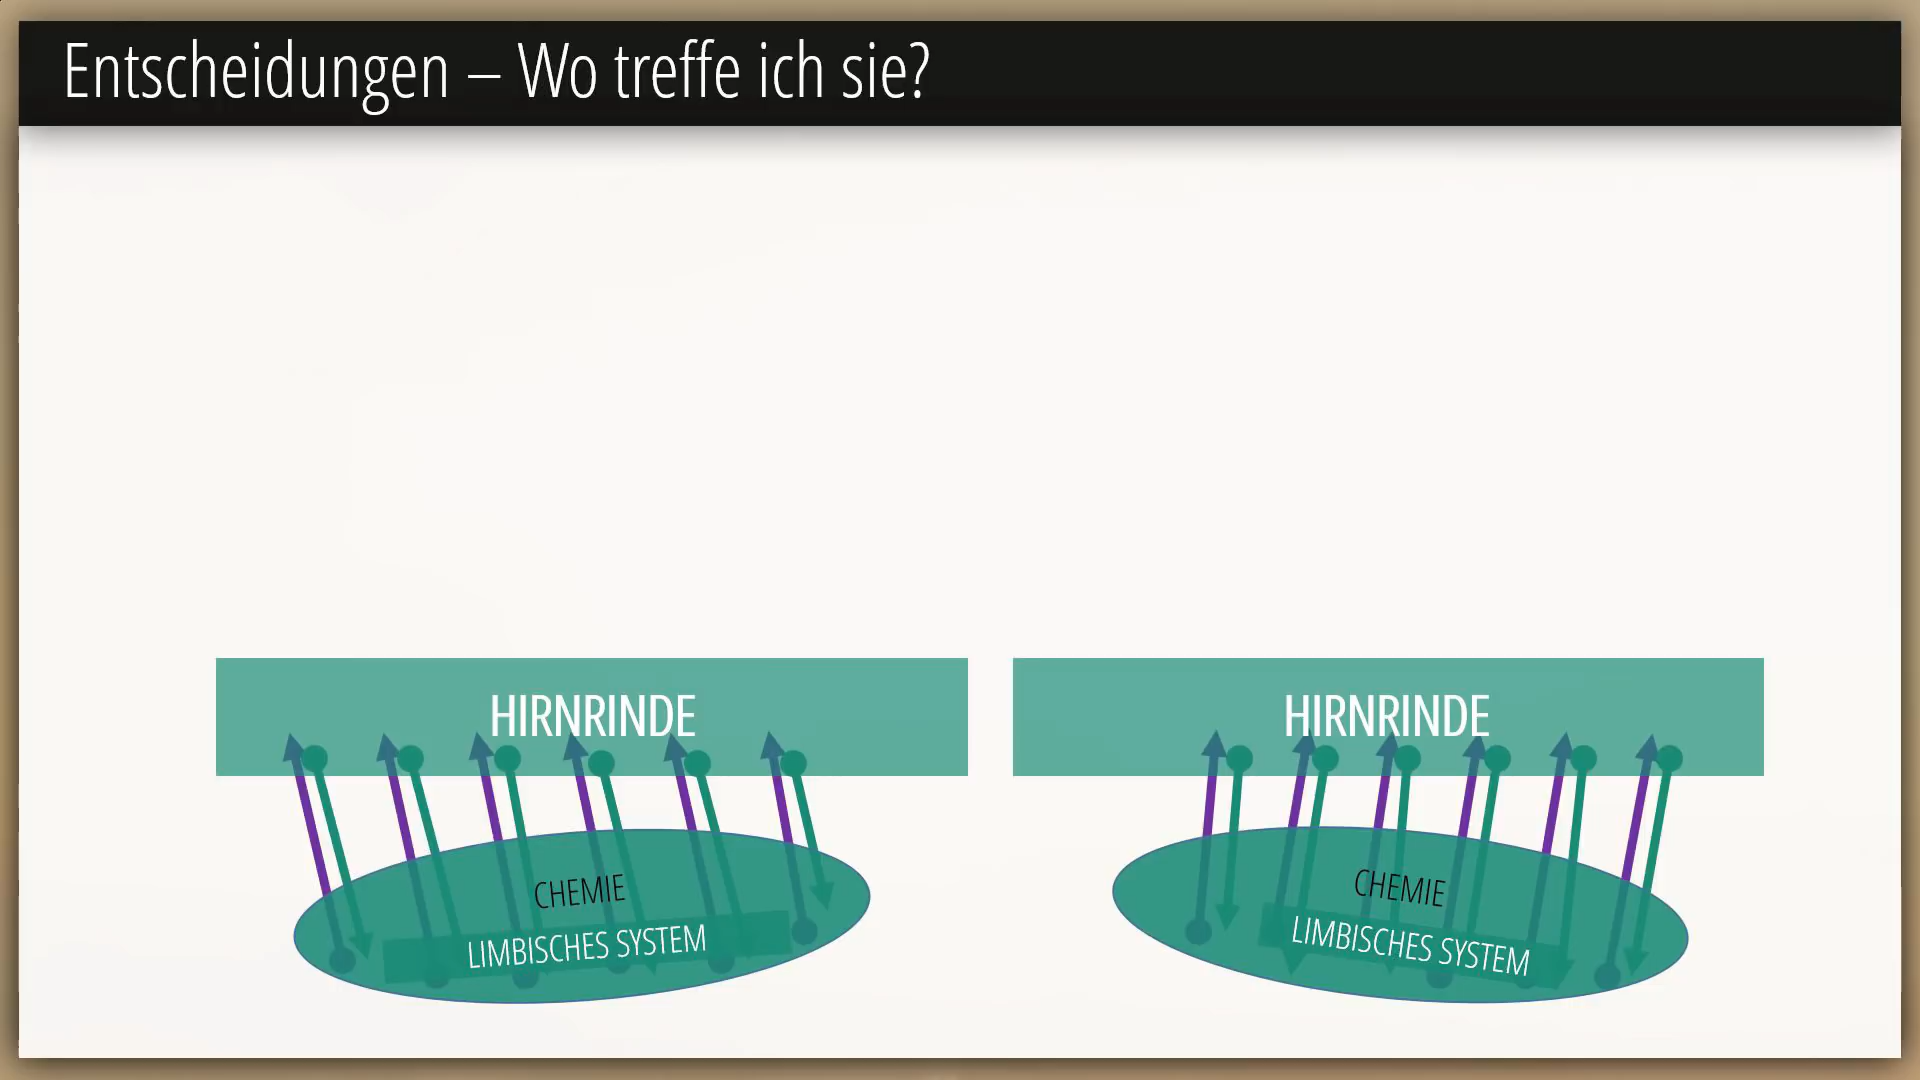 Entscheidungen – Wo treffe ich sie?
HIRNRINDE
HIRNRINDE
CHEMIE
LIMBISCHES SYSTEM
CHEMIE
LIMBISCHES SYSTEM